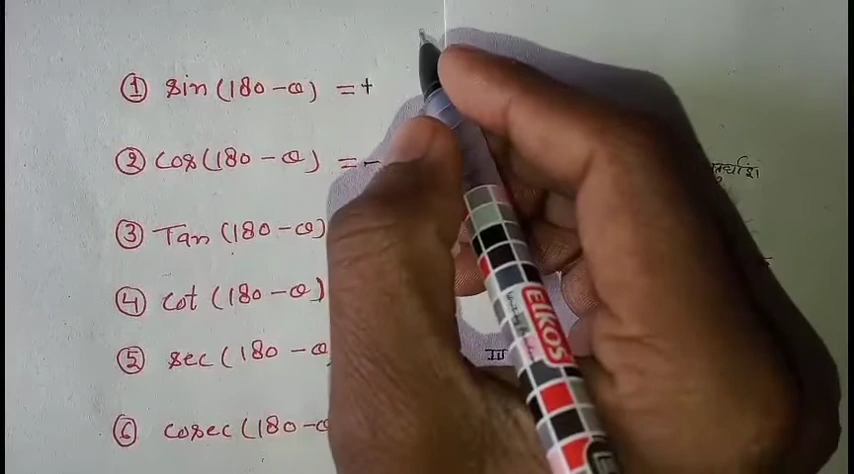 ① sin(180-θ) = +
② cos(180-θ) = -
③ Tan (180-θ)
④ cot (180-θ)
⑤ sec (180-θ
⑥ cosec (180-θ
III
ELKOS